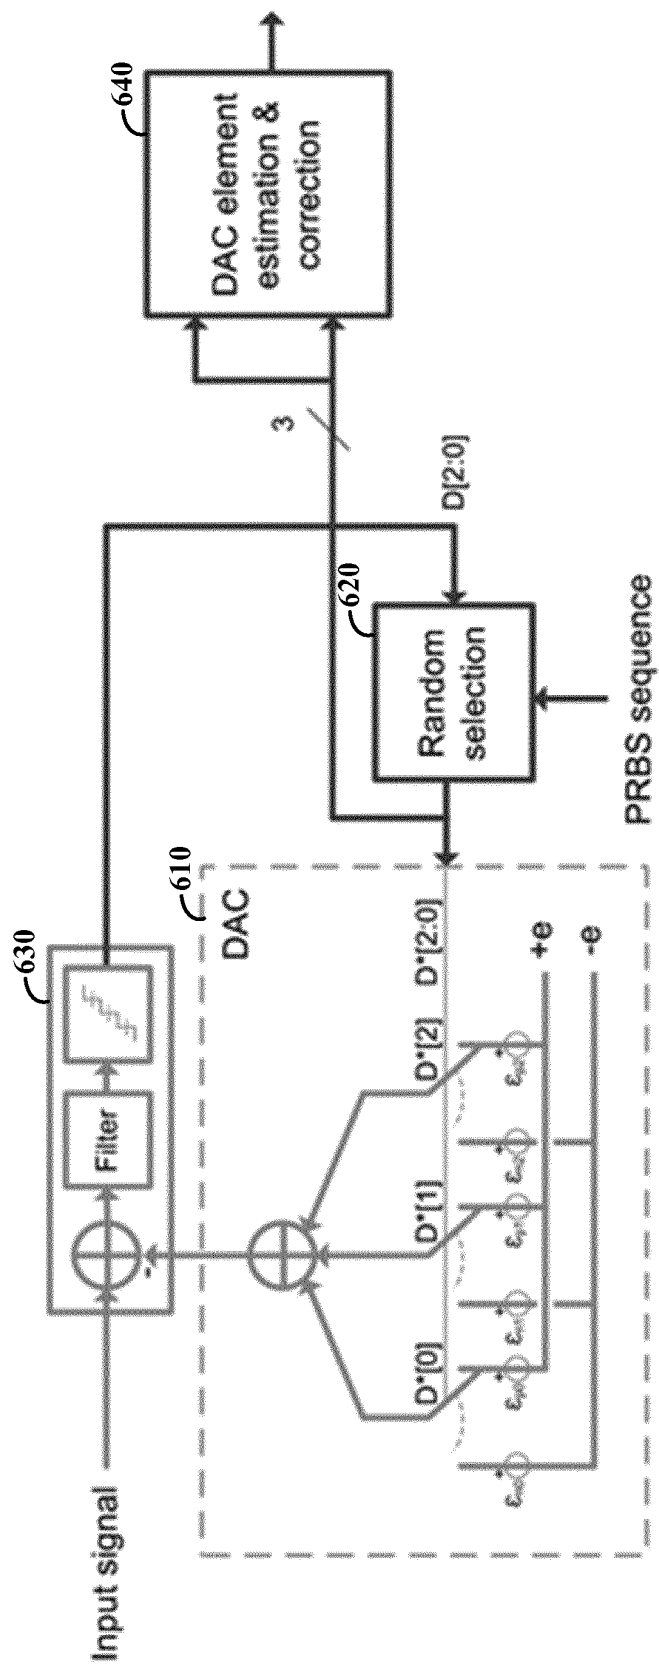 Input signal
630
Filter
-
610
DAC
D*[0]
D*[1]
D*[2]
D*[2:0]
+e
-e
620
Random
selection
PRBS sequence
D[2:0]
3
640
DAC element
estimation &
correction